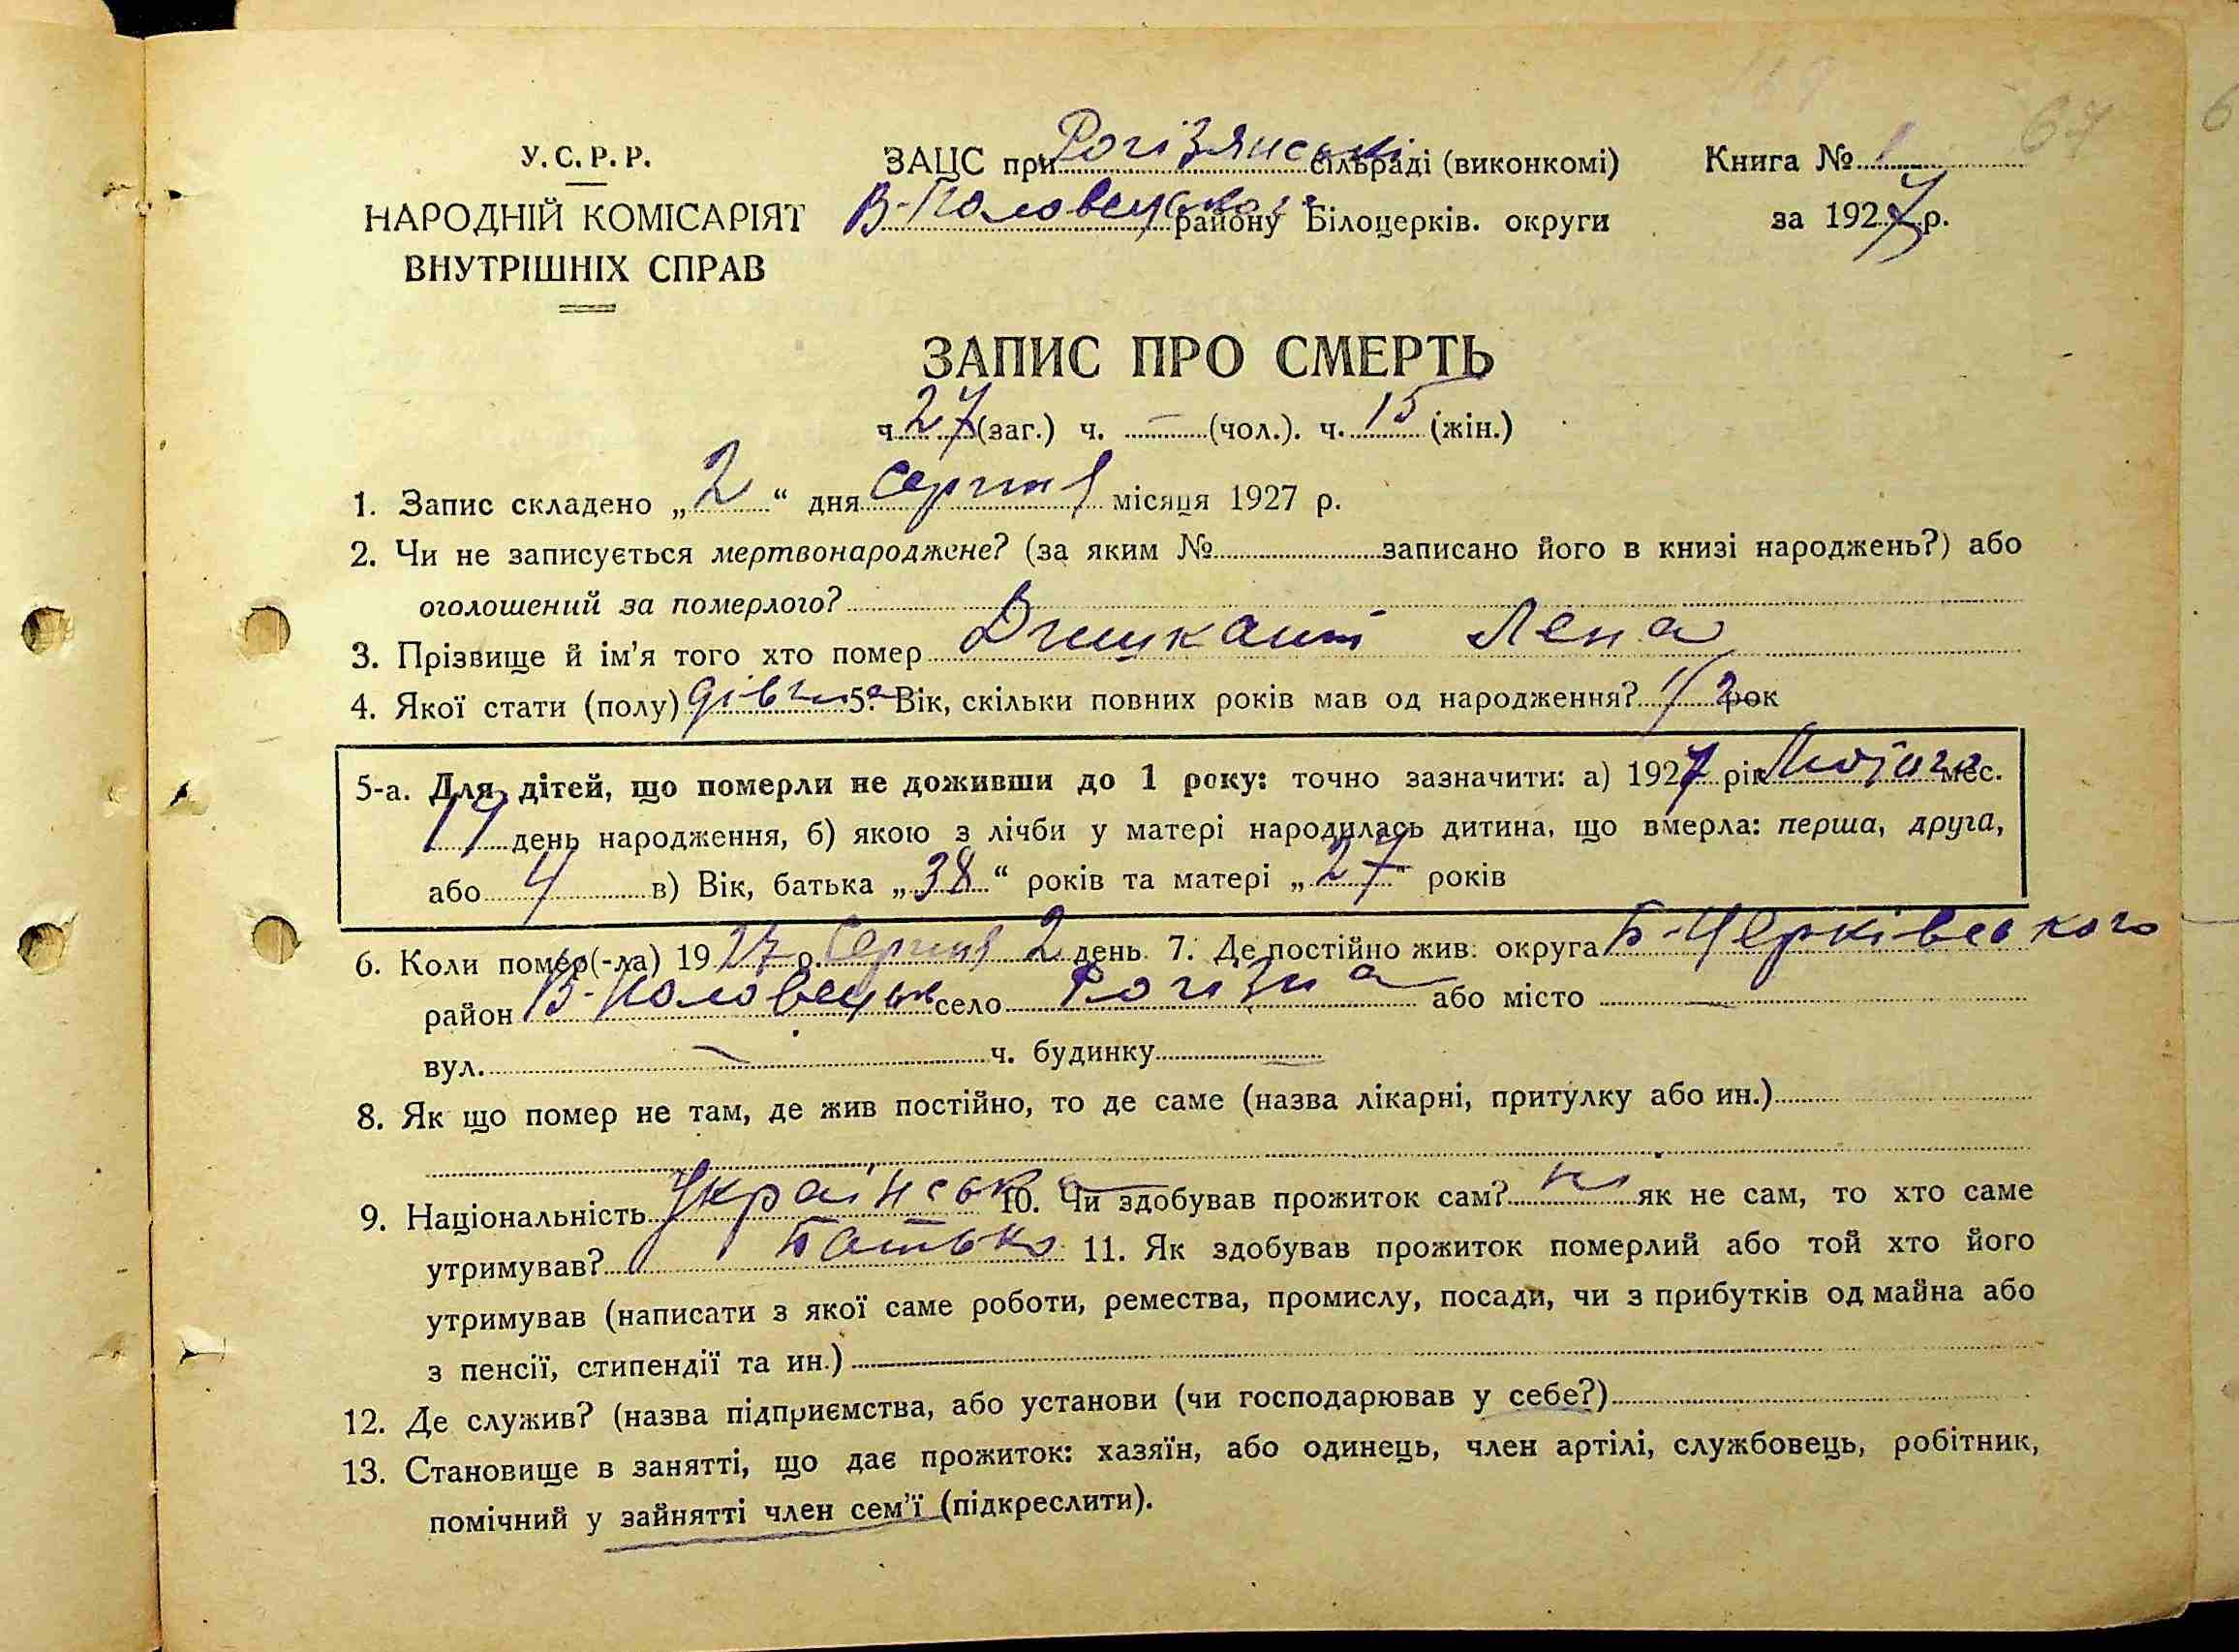 67
У. С. Р. Р.
НАРОДНІЙ КОМІСАРІЯТ
ВНУТРІШНІХ СПРАВ
ЗАЦС при Рогізянські сільраді (виконкомі)
В-Половецького району Білоцерків. округи
Книга № 1
за 1927 р.
ЗАПИС ПРО СМЕРТЬ
ч. 27 (заг.) ч. — (чол.). ч. 15 (жін.)
1. Запис складено „2“ дня серпня місяця 1927 р.
2. Чи не записується мертвонароджене? (за яким № записано його в книзі народжень?) або
оголошений за померлого?
3. Прізвище й ім'я того хто помер Лена
4. Якої стати (полу) дівчина 5. Вік, скільки повних років мав од народження? 1/2 рок
5-а. Для дітей, що померли не доживши до 1 року: точно зазначити: а) 1927 рік Лютого мес.
19 день народження, б) якою з лічби у матері народилась дитина, що вмерла: перша, друга,
або 4 в) Вік, батька „38“ років та матері „27“ років
6. Коли помер(-ла) 1927 р. Серпня 2 день 7. Де постійно жив: округа Б-Церківського
район В-Половецьк село Рогізна або місто —
вул. — ч. будинку —
8. Як що помер не там, де жив постійно, то де саме (назва лікарні, притулку або ин.)
9. Національність Українська 10. Чи здобував прожиток сам? ні як не сам, то хто саме
утримував? Батько 11. Як здобував прожиток померлий або той хто його
утримував (написати з якої саме роботи, ремества, промислу, посади, чи з прибутків од майна або
з пенсії, стипендії та ин.)
12. Де служив? (назва підприємства, або установи (чи господарював у себе?)
13. Становище в занятті, що дає прожиток: хазяїн, або одинець, член артілі, службовець, робітник,
помічний у зайнятті член сем'ї (підкреслити).